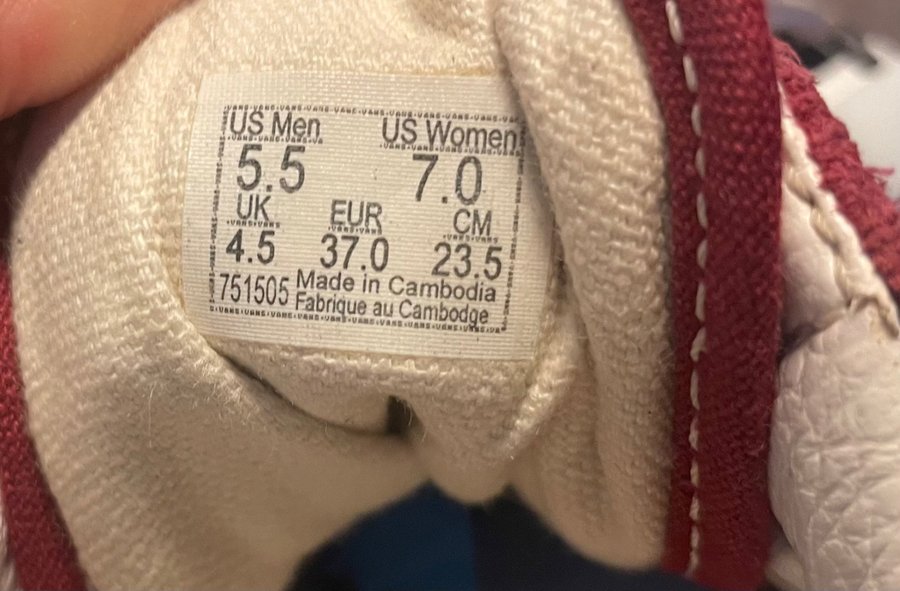 US Men US Women
5.5 7.0
UK EUR CM
4.5 37.0 23.5
751505 Made in Cambodia
Fabrique au Cambodge